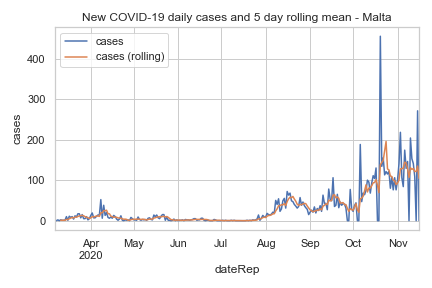 New COVID-19 daily cases and 5 day rolling mean - Malta
cases
cases (rolling)
400
300
200
100
0
cases
Apr May Jun Jul Aug Sep Oct Nov
2020
dateRep